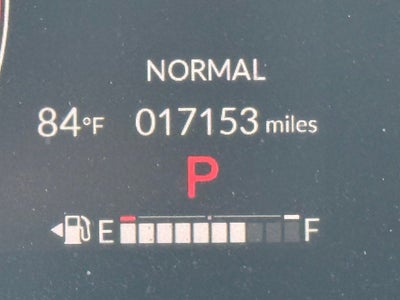 NORMAL
84°F 017153 miles
P
E F